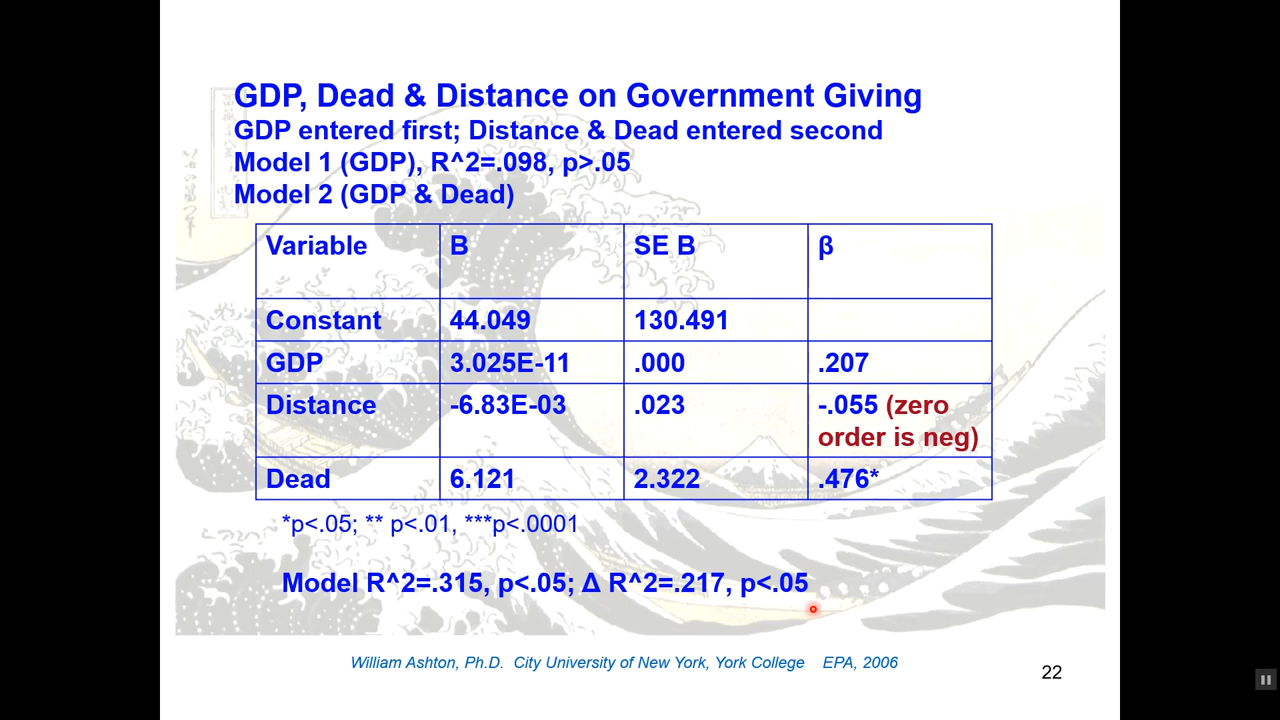 GDP, Dead & Distance on Government Giving
GDP entered first; Distance & Dead entered second
Model 1 (GDP), R^2=.098, p>.05
Model 2 (GDP & Dead)
Variable B SE B β
Constant 44.049 130.491
GDP 3.025E-11 .000 .207
Distance -6.83E-03 .023 -.055 (zero
order is neg)
Dead 6.121 2.322 .476*
*p<.05; ** p<.01, ***p<.0001
Model R^2=.315, p<.05; Δ R^2=.217, p<.05
William Ashton, Ph.D. City University of New York, York College EPA, 2006
22